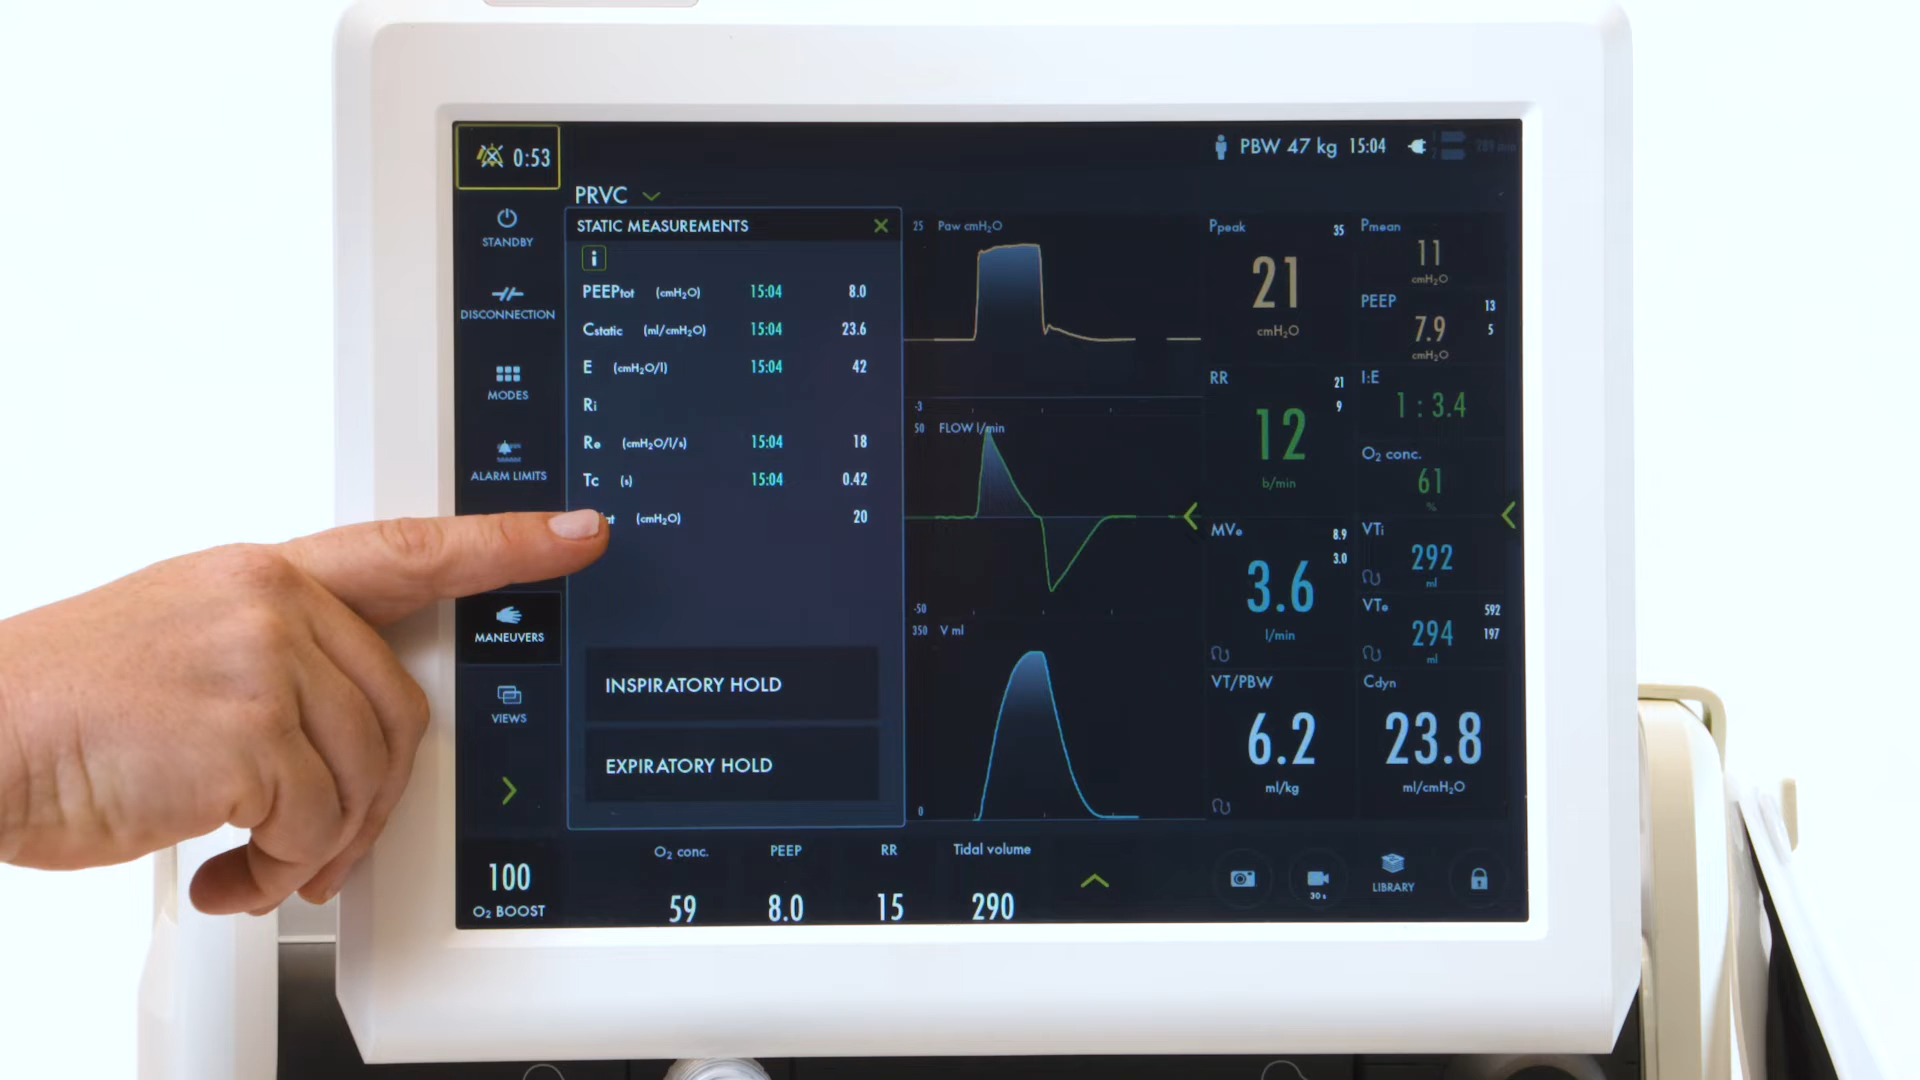 0:53
PBW 47 kg 15:04
1
2
STANDBY
DISCONNECTION
MODES
ALARM LIMITS
MANEUVERS
VIEWS
PRVC
STATIC MEASUREMENTS
i
PEEPtot (cmH₂O) 15:04 8.0
Cstatic (ml/cmH₂O) 15:04 23.6
E (cmH₂O/l) 15:04 42
Ri
Re (cmH₂O/l/s) 15:04 18
Tc (s) 15:04 0.42
(cmH₂O) 20
INSPIRATORY HOLD
EXPIRATORY HOLD
25 Paw cmH₂O
-3
50 FLOW l/min
-50
350 V ml
0
Ppeak 35
21
cmH₂O
Pmean
11
cmH₂O
PEEP 13
7.9 5
cmH₂O
RR 21
12 9
b/min
I:E
1 : 3.4
O₂ conc.
61
%
MVe 8.9
3.6 3.0
l/min
VTi
292
ml
VTe 592
294 197
ml
VT/PBW
6.2
ml/kg
Cdyn
23.8
ml/cmH₂O
100
O₂ BOOST
O₂ conc. PEEP RR Tidal volume
59 8.0 15 290
30 s
LIBRARY